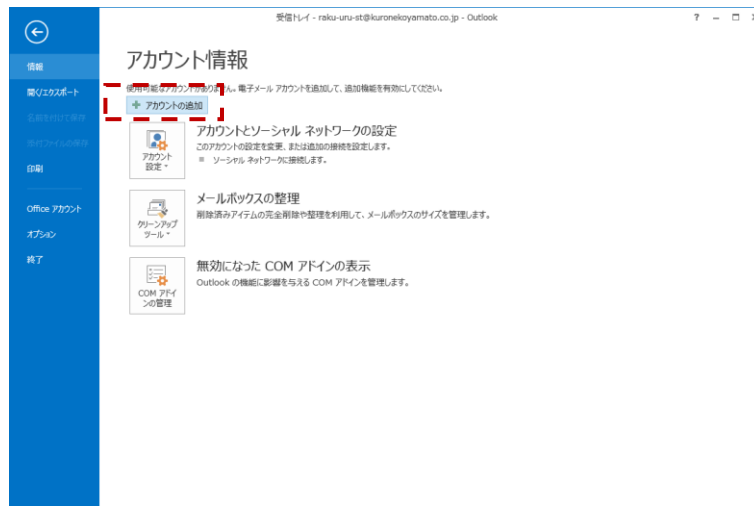 受信トレイ - raku-uru-st@kuronekoyamato.co.jp - Outlook
?
情報
開く/エクスポート
名前を付けて保存
添付ファイルの保存
印刷
Office アカウント
オプション
終了
アカウント情報
使用可能なアカウントがありません。電子メール アカウントを追加して、追加機能を有効にしてください。
アカウントの追加
アカウント
設定
アカウントとソーシャル ネットワークの設定
このアカウントの設定を変更、または追加の接続を設定します。
ソーシャル ネットワークに接続します。
クリーンアップ
ツール
メールボックスの整理
削除済みアイテムの完全削除や整理を利用して、メールボックスのサイズを管理します。
COM アドイ
ンの管理
無効になった COM アドインの表示
Outlook の機能に影響を与える COM アドインを管理します。